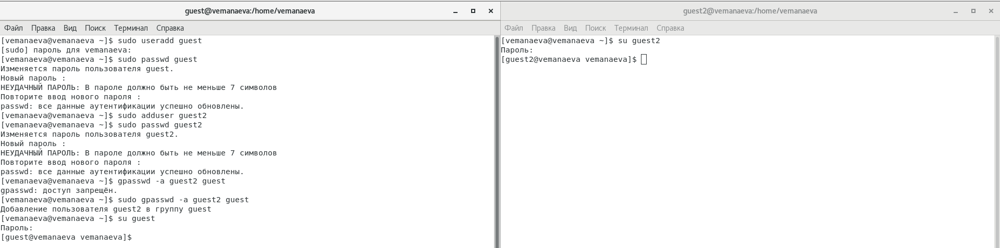 guest@vemanaeva:/home/vemanaeva
Файл Правка Вид Поиск Терминал Справка
[vemanaeva@vemanaeva ~]$ sudo useradd guest
[sudo] пароль для vemanaeva:
[vemanaeva@vemanaeva ~]$ sudo passwd guest
Изменяется пароль пользователя guest.
Новый пароль :
НЕУДАЧНЫЙ ПАРОЛЬ: В пароле должно быть не меньше 7 символов
Повторите ввод нового пароля :
passwd: все данные аутентификации успешно обновлены.
[vemanaeva@vemanaeva ~]$ sudo adduser guest2
[vemanaeva@vemanaeva ~]$ sudo passwd guest2
Изменяется пароль пользователя guest2.
Новый пароль :
НЕУДАЧНЫЙ ПАРОЛЬ: В пароле должно быть не меньше 7 символов
Повторите ввод нового пароля :
passwd: все данные аутентификации успешно обновлены.
[vemanaeva@vemanaeva ~]$ gpasswd -a guest2 guest
gpasswd: доступ запрещён.
[vemanaeva@vemanaeva ~]$ sudo gpasswd -a guest2 guest
Добавление пользователя guest2 в группу guest
[vemanaeva@vemanaeva ~]$ su guest
Пароль:
[guest@vemanaeva vemanaeva]$
guest2@vemanaeva:/home/vemanaeva
Файл Правка Вид Поиск Терминал Справка
[vemanaeva@vemanaeva ~]$ su guest2
Пароль:
[guest2@vemanaeva vemanaeva]$